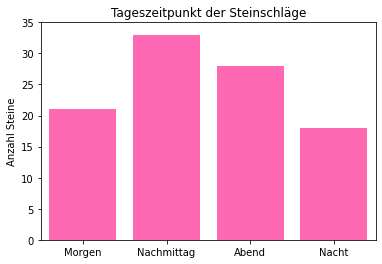 Tageszeitpunkt der Steinschläge
35
30
25
20
15
10
5
0
Anzahl Steine
Morgen Nachmittag Abend Nacht